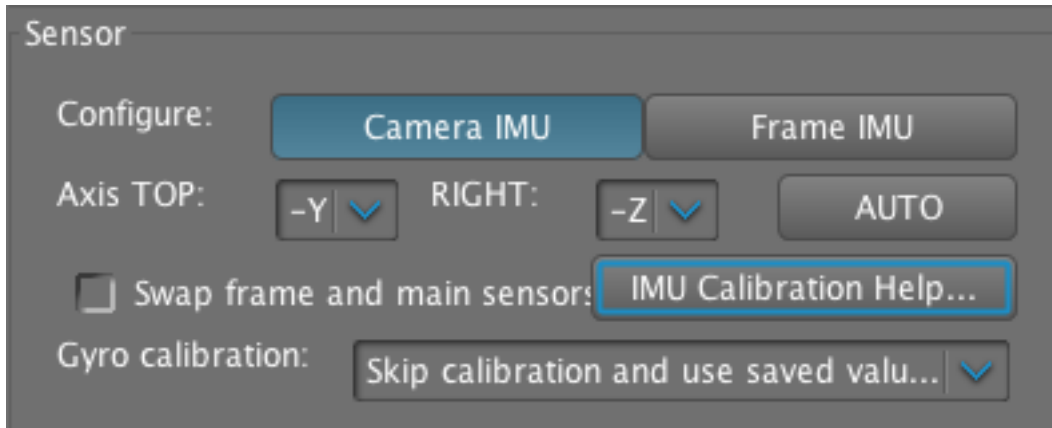 Sensor
Configure: Camera IMU Frame IMU
Axis TOP: -Y RIGHT: -Z AUTO
Swap frame and main sensors IMU Calibration Help...
Gyro calibration: Skip calibration and use saved valu...